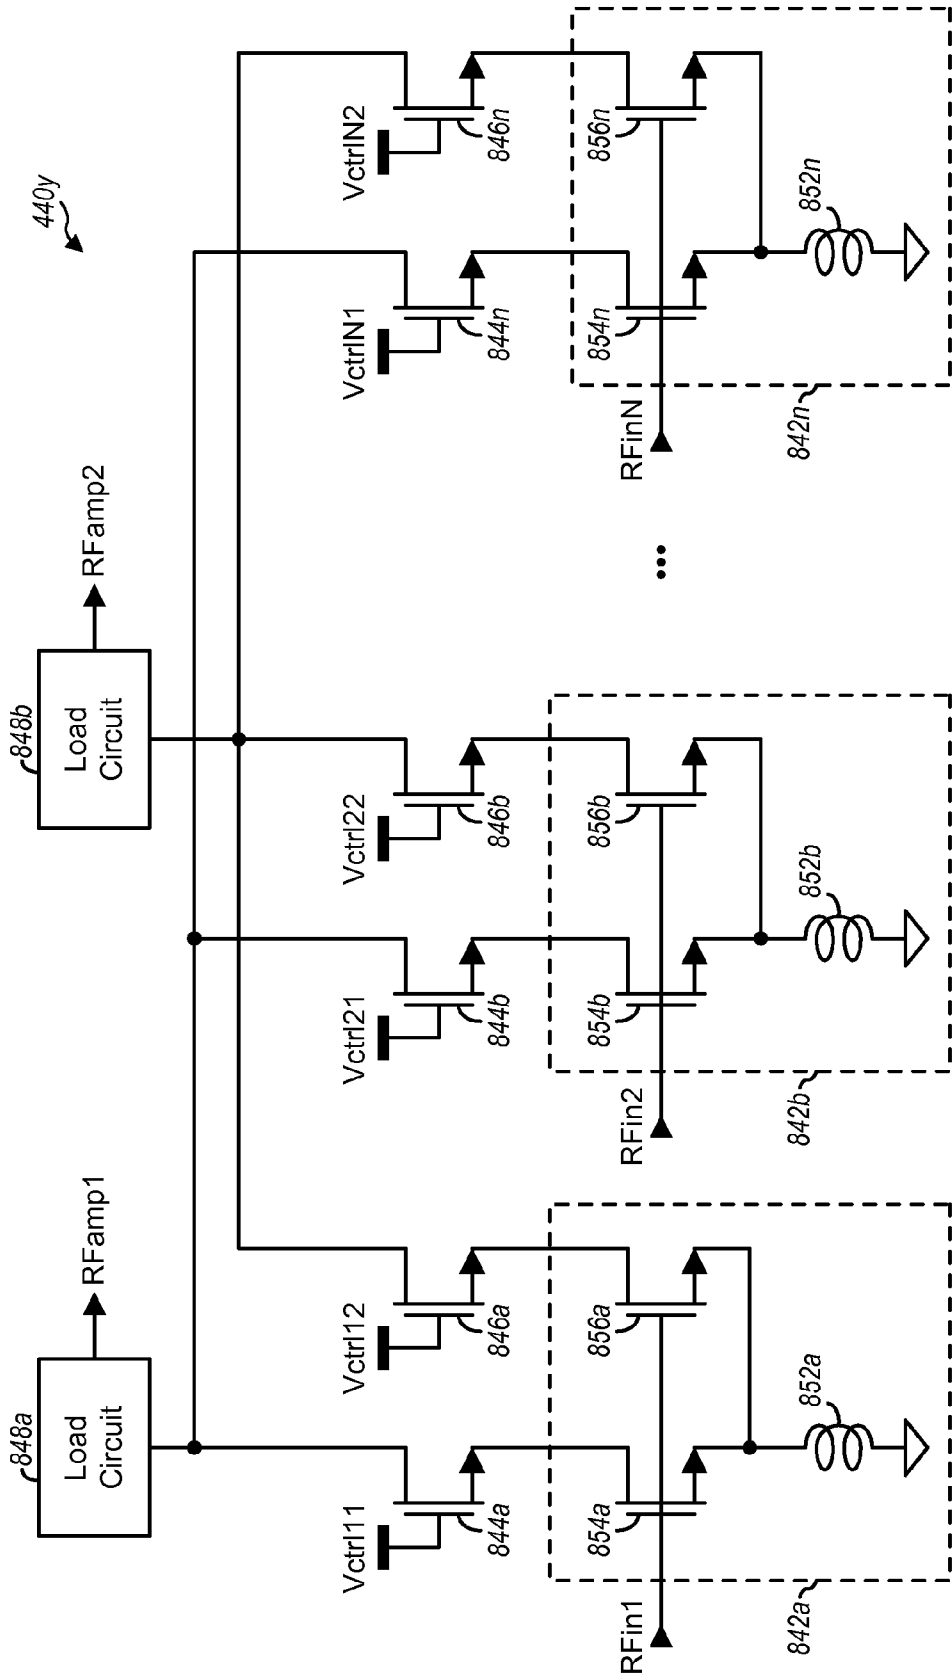 440y
848a
Load
Circuit
RFamp1
848b
Load
Circuit
RFamp2
Vctrl11
844a
Vctrl12
846a
Vctrl21
844b
Vctrl22
846b
VctrlN1
844n
VctrlN2
846n
RFin1
854a
856a
852a
842a
RFin2
854b
856b
852b
842b
...
RFinN
854n
856n
852n
842n